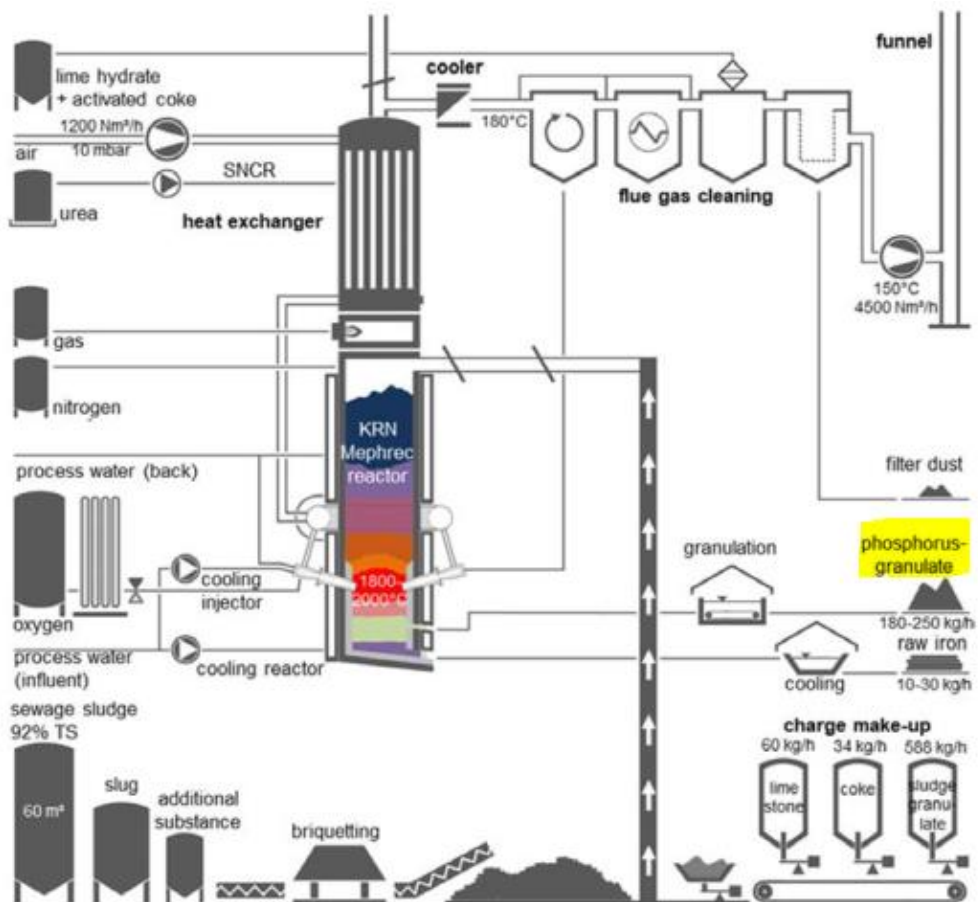 lime hydrate
+ activated coke
1200 Nm³/h
10 mbar
air
urea
SNCR
heat exchanger
cooler
180°C
flue gas cleaning
funnel
150°C
4500 Nm³/h
gas
nitrogen
KRN
Mephrec
reactor
process water (back)
oxygen
cooling
injector
1800-
2000°C
process water
(influent)
cooling reactor
filter dust
granulation
phosphorus-
granulate
180-250 kg/h
raw iron
cooling
10-30 kg/h
sewage sludge
92% TS
60 m³
slug
additional
substance
briquetting
charge make-up
60 kg/h
34 kg/h
588 kg/h
lime
stone
coke
sludge
granu-
late